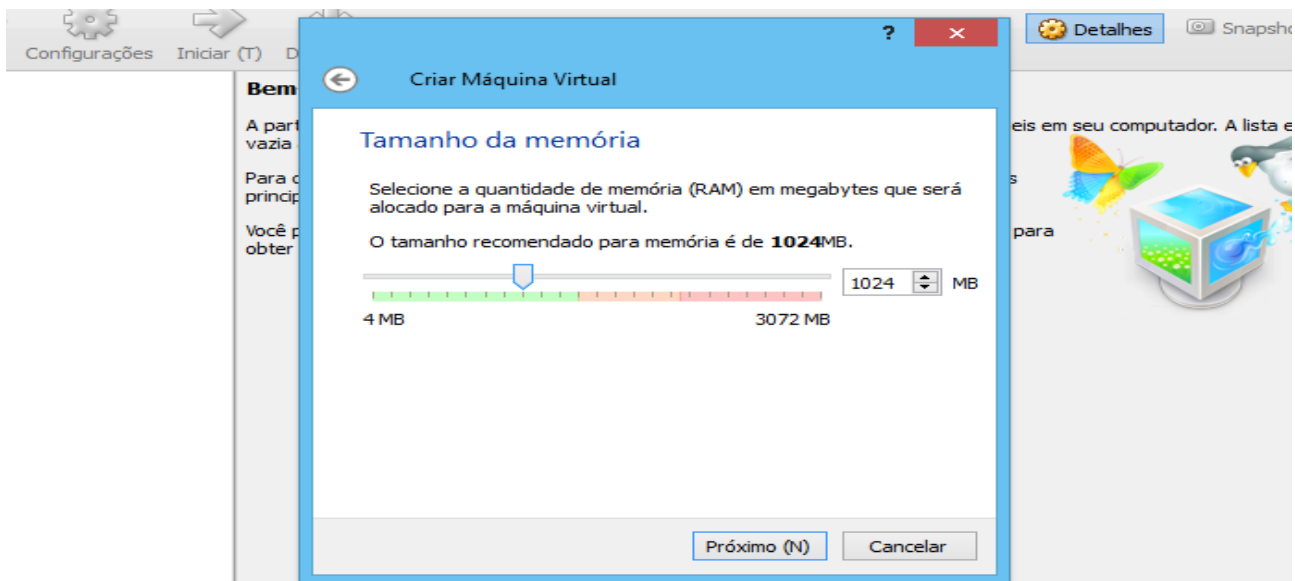 Configurações Iniciar (T) D
Detalhes Snapsho
? ×
Criar Máquina Virtual
Bem
A part
vazia
Para c
princip
Você p
obter
eis em seu computador. A lista e
s
para
Tamanho da memória
Selecione a quantidade de memória (RAM) em megabytes que será
alocado para a máquina virtual.
O tamanho recomendado para memória é de 1024MB.
1024 MB
4 MB 3072 MB
Próximo (N) Cancelar